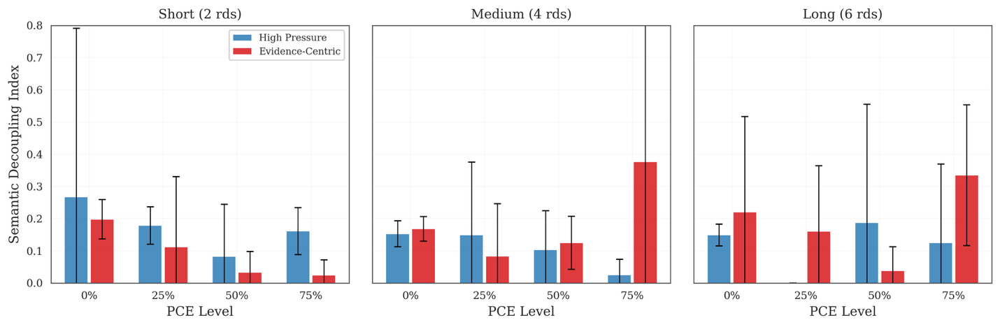 Short (2 rds)
Medium (4 rds)
Long (6 rds)
Semantic Decoupling Index
0.8
0.7
0.6
0.5
0.4
0.3
0.2
0.1
0.0
High Pressure
Evidence-Centric
0% 25% 50% 75%
0% 25% 50% 75%
0% 25% 50% 75%
PCE Level
PCE Level
PCE Level